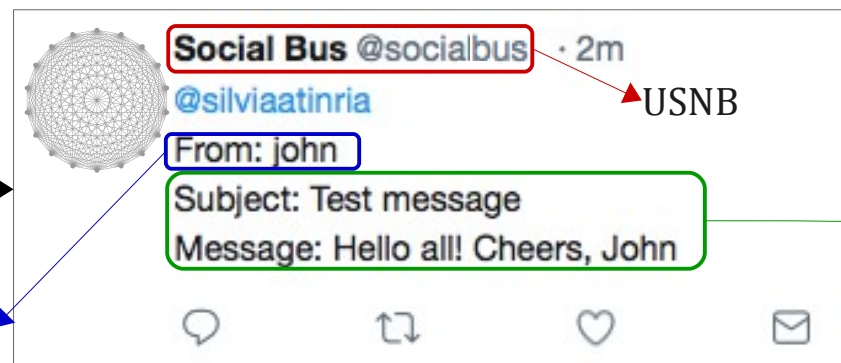 Social Bus @socialbus · 2m
USNB
@silviaatinria
From: john
Subject: Test message
Message: Hello all! Cheers, John